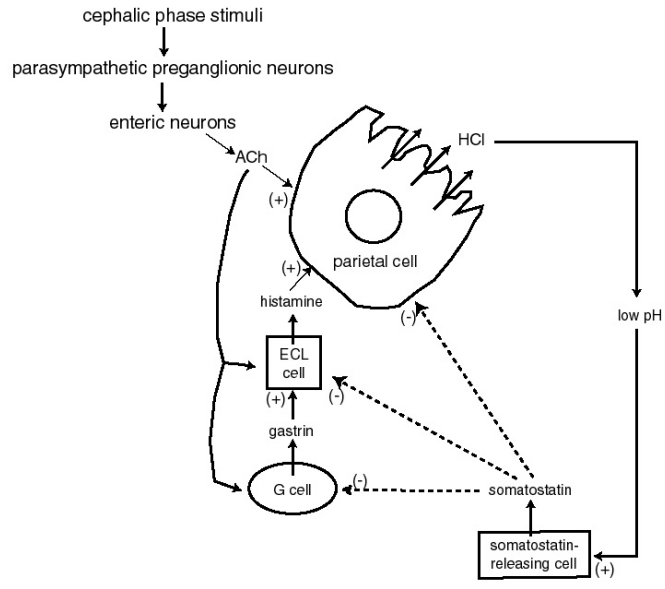 cephalic phase stimuli
parasympathetic preganglionic neurons
enteric neurons
ACh
HCl
(+)
parietal cell
(+)
histamine
low pH
(-)
ECL
cell
(+)
(-)
gastrin
G cell
(-)
somatostatin
somatostatin-
releasing cell
(+)